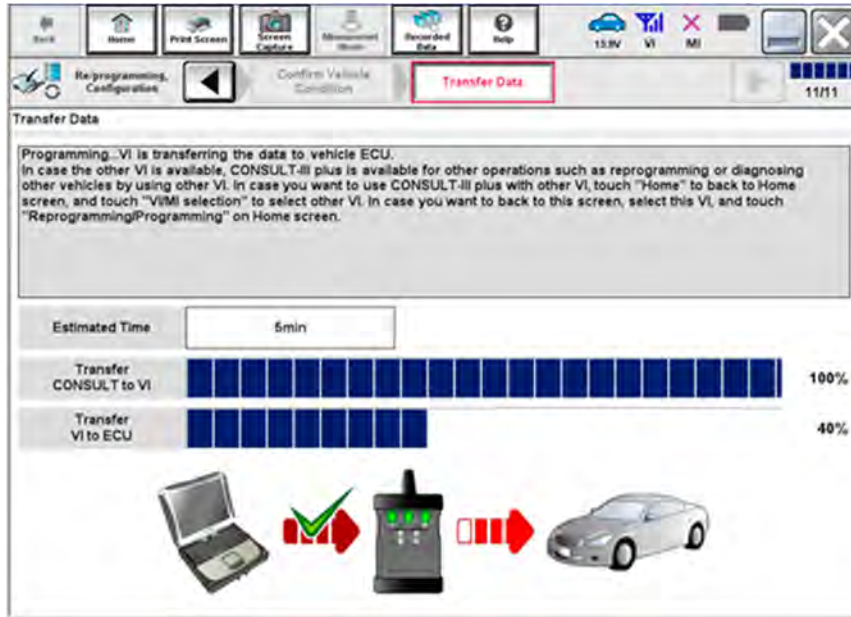 Back
Home
Print Screen
Screen
Capture
Measurement
Mode
Recorded
Data
Help
13.8V
VI
MI
Re/programming,
Configuration
Confirm Vehicle
Condition
Transfer Data
11/11
Transfer Data
Programming...VI is transferring the data to vehicle ECU.
In case the other VI is available, CONSULT-III plus is available for other operations such as reprogramming or diagnosing
other vehicles by using other VI. In case you want to use CONSULT-III plus with other VI, touch "Home" to back to Home
screen, and touch "VI/MI selection" to select other VI. In case you want to back to this screen, select this VI, and touch
"Reprogramming/Programming" on Home screen.
Estimated Time
5min
Transfer
CONSULT to VI
100%
Transfer
VI to ECU
40%